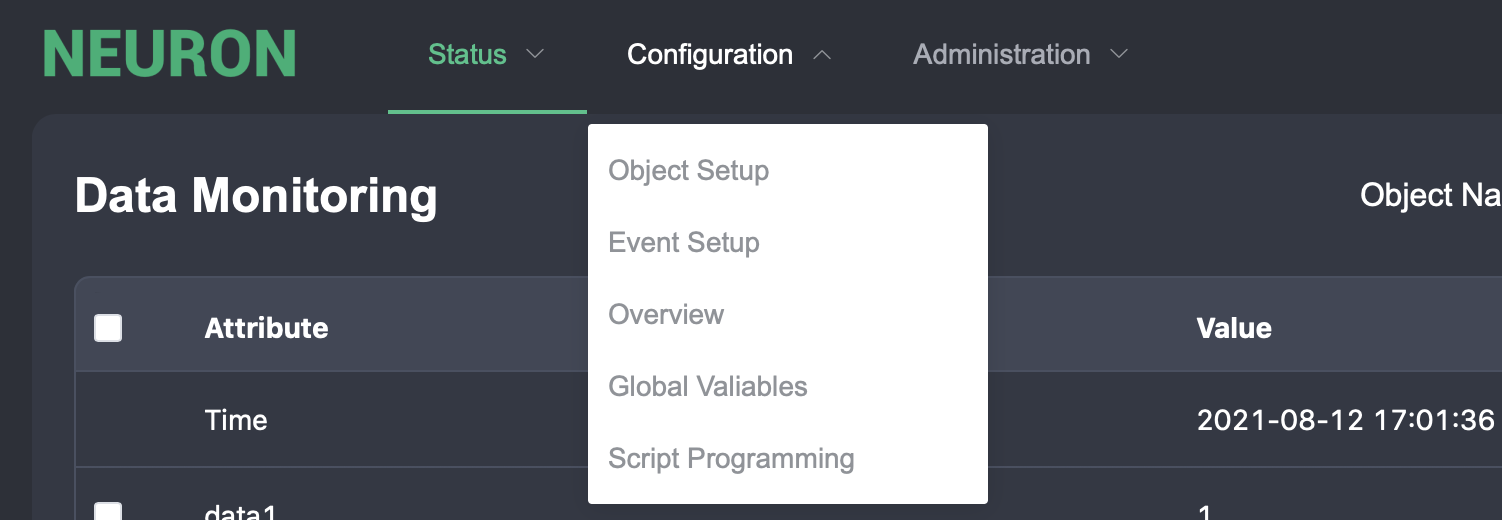 NEURON
Status
Configuration
Administration
Data Monitoring
Object Na
Object Setup
Event Setup
Overview
Global Valiables
Script Programming
Attribute
Value
Time
2021-08-12 17:01:36
data1
1